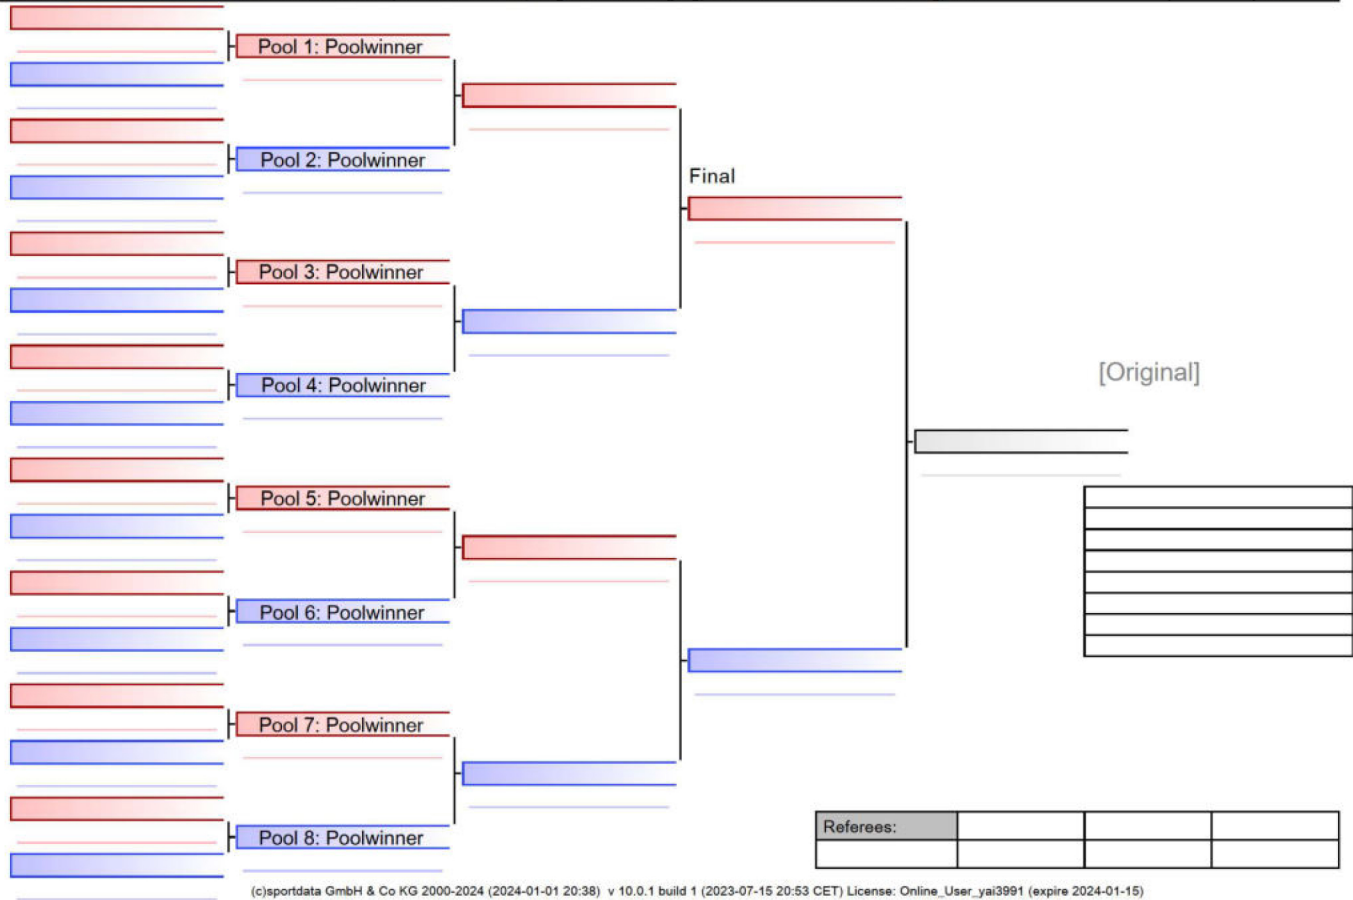 Pool 1: Poolwinner
Pool 2: Poolwinner
Final
Pool 3: Poolwinner
[Original]
Pool 4: Poolwinner
Pool 5: Poolwinner
Pool 6: Poolwinner
Pool 7: Poolwinner
Referees:
Pool 8: Poolwinner
(c)sportdata GmbH & Co KG 2000-2024 (2024-01-01 20:38) v 10.0.1 build 1 (2023-07-15 20:53 CET) License: Online_User_yai3991 (expire 2024-01-15)